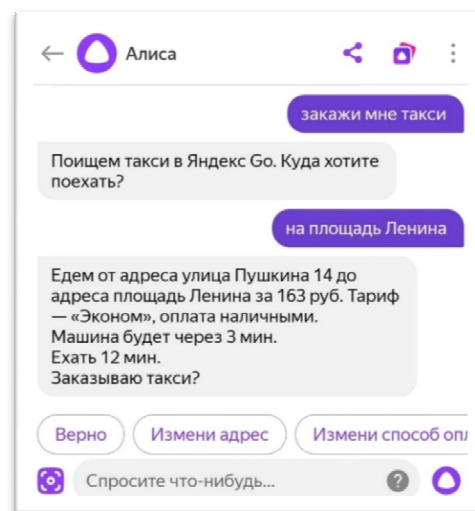 Алиса
закажи мне такси
Поищем такси в Яндекс Go. Куда хотите
поехать?
на площадь Ленина
Едем от адреса улица Пушкина 14 до
адреса площадь Ленина за 163 руб. Тариф
— «Эконом», оплата наличными.
Машина будет через 3 мин.
Ехать 12 мин.
Заказываю такси?
Верно Измени адрес Измени способ опл
Спросите что-нибудь... ?